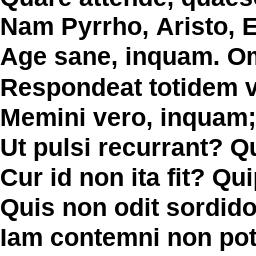 Quare attende, quaeso
Nam Pyrrho, Aristo, E
Age sane, inquam. Om
Respondeat totidem v
Memini vero, inquam;
Ut pulsi recurrant? Qu
Cur id non ita fit? Quip
Quis non odit sordido
Iam contemni non pot